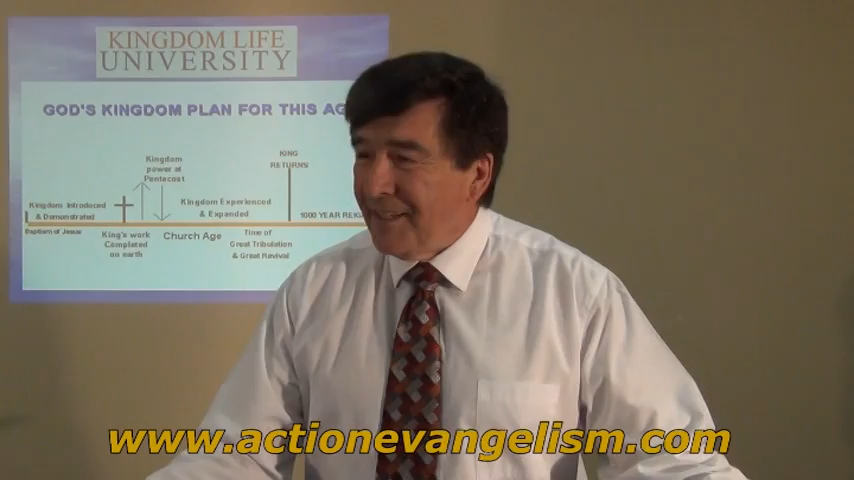 KINGDOM LIFE
UNIVERSITY
GOD'S KINGDOM PLAN FOR THIS AG
Kingdom
power at
Pentecost
KING
RETURNS
Kingdom Introduced
& Demonstrated
Kingdom Experienced
& Expanded
1000 YEAR REIG
Baptism of Jesus
King's work
Completed
on earth
Church Age
Time of
Great Tribulation
& Great Revival
www.actionevangelism.com